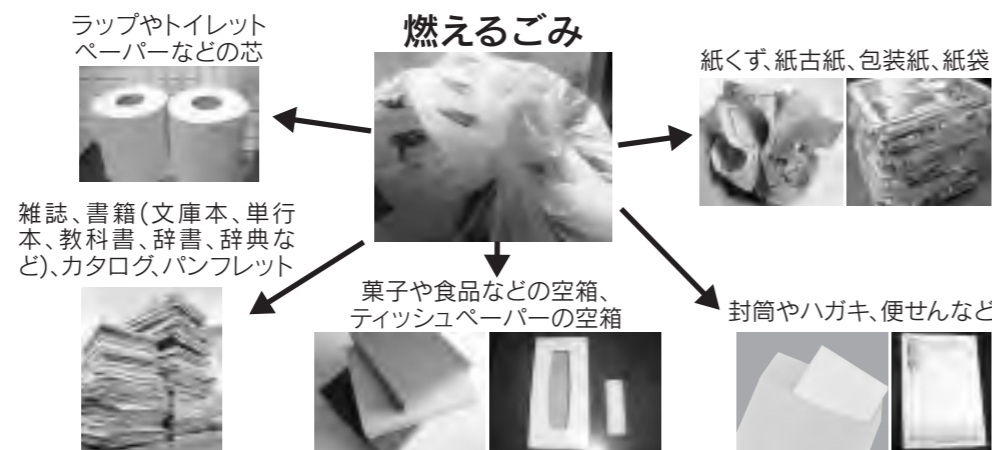 燃えるごみ
ラップやトイレット
ペーパーなどの芯
紙くず、紙古紙、包装紙、紙袋
雑誌、書籍(文庫本、単行
本、教科書、辞書、辞典な
ど)、カタログ、パンフレット
菓子や食品などの空箱、
ティッシュペーパーの空箱
封筒やハガキ、便せんなど